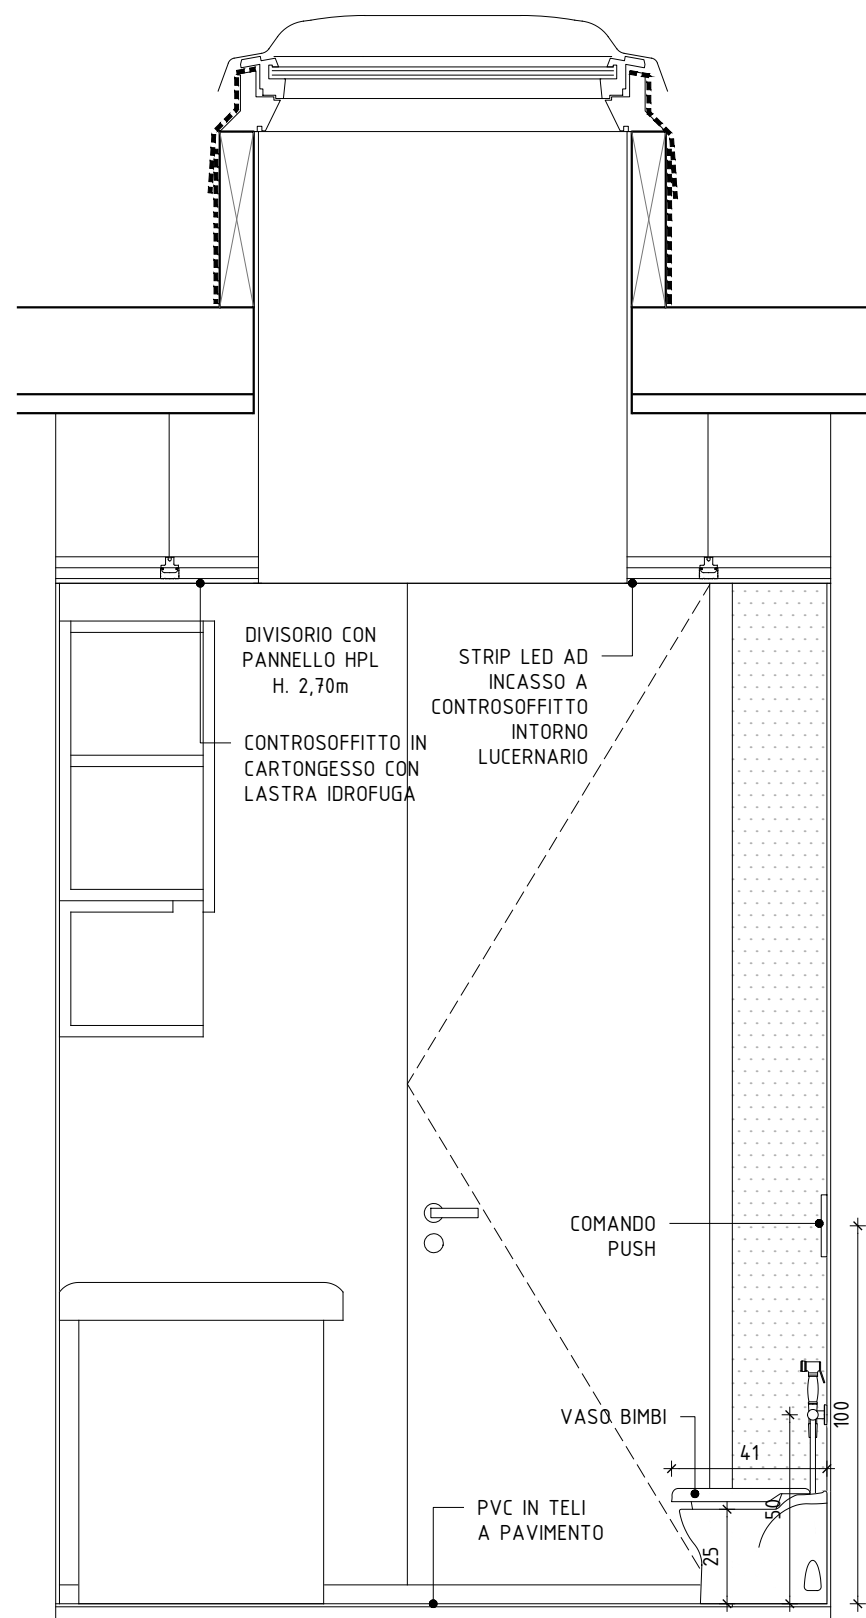 DIVISORIO CON
PANNELLO HPL
H. 2,70m
STRIP LED AD
INCASSO A
CONTROSOFFITTO
INTORNO
LUCERNARIO
CONTROSOFFITTO IN
CARTONGESSO CON
LASTRA IDROFUGA
COMANDO
PUSH
VASO BIMBI
100
41
50
PVC IN TELI
A PAVIMENTO
25